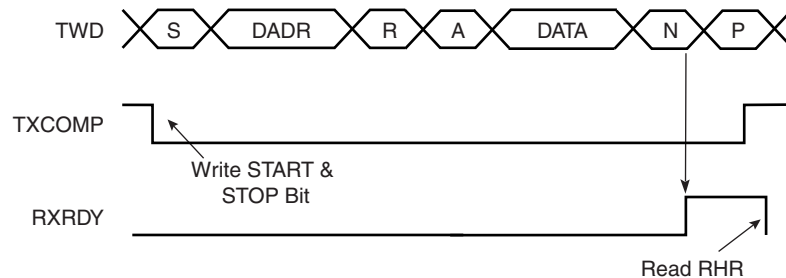 TWD S DADR R A DATA N P
TXCOMP
Write START &
STOP Bit
RXRDY
Read RHR